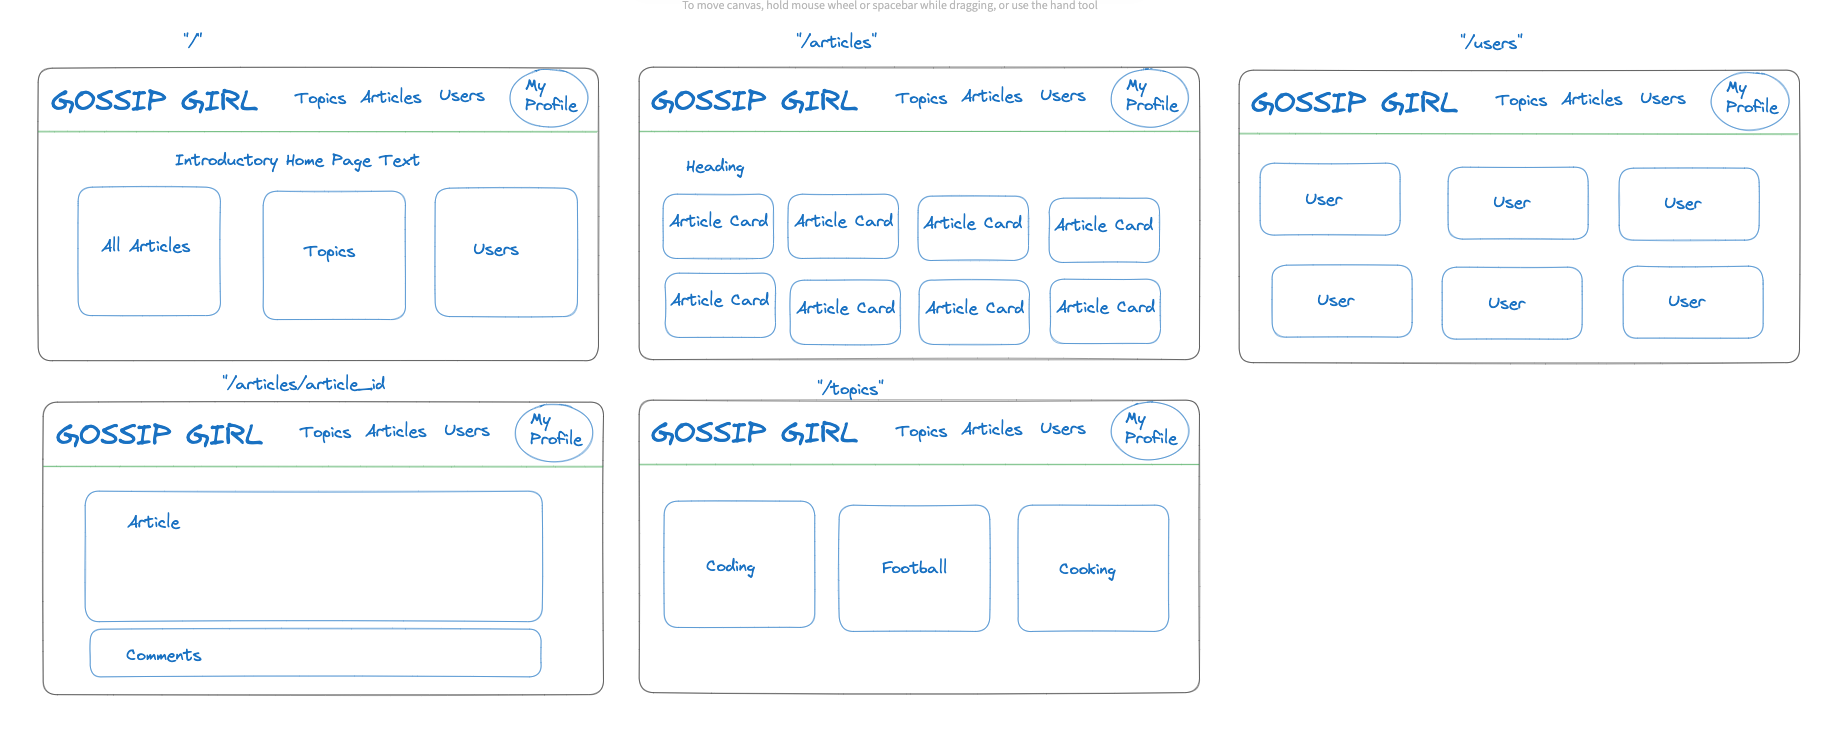 To move canvas, hold mouse wheel or spacebar while dragging, or use the hand tool
"/"
GOSSIP GIRL Topics Articles Users My
Profile
Introductory Home Page Text
All Articles Topics Users
"/articles"
GOSSIP GIRL Topics Articles Users My
Profile
Heading
Article Card Article Card Article Card Article Card
Article Card Article Card Article Card Article Card
"/users"
GOSSIP GIRL Topics Articles Users My
Profile
User User User
User User User
"/articles/article_id
GOSSIP GIRL Topics Articles Users My
Profile
Article
Comments
"/topics"
GOSSIP GIRL Topics Articles Users My
Profile
Coding Football Cooking